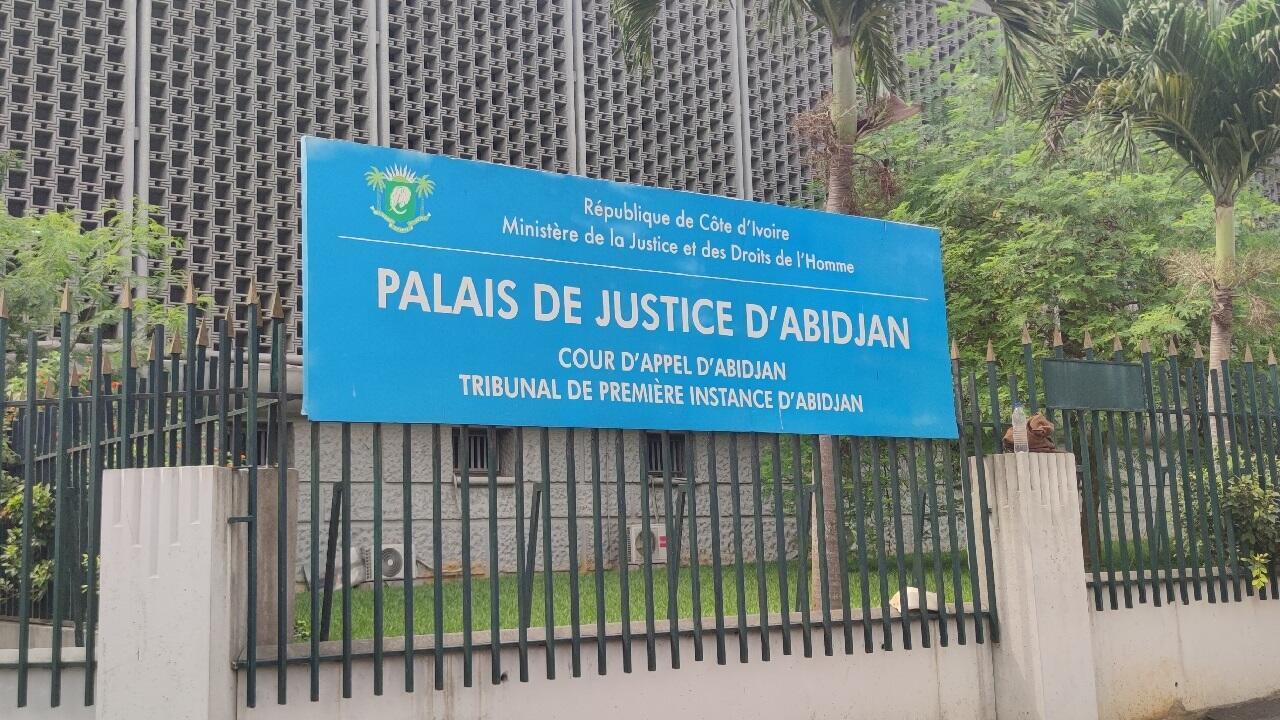 République de Côte d'Ivoire
Ministère de la Justice et des Droits de l'Homme
PALAIS DE JUSTICE D'ABIDJAN
COUR D'APPEL D'ABIDJAN
TRIBUNAL DE PREMIÈRE INSTANCE D'ABIDJAN